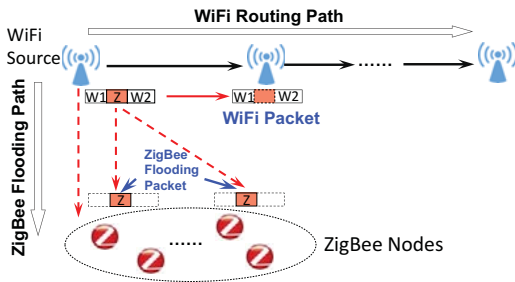 WiFi Routing Path
WiFi
Source
......
W1 Z W2
W1 W2
WiFi Packet
ZigBee Flooding Path
ZigBee
Flooding
Packet
Z
Z
Z
Z
......
Z
Z
ZigBee Nodes